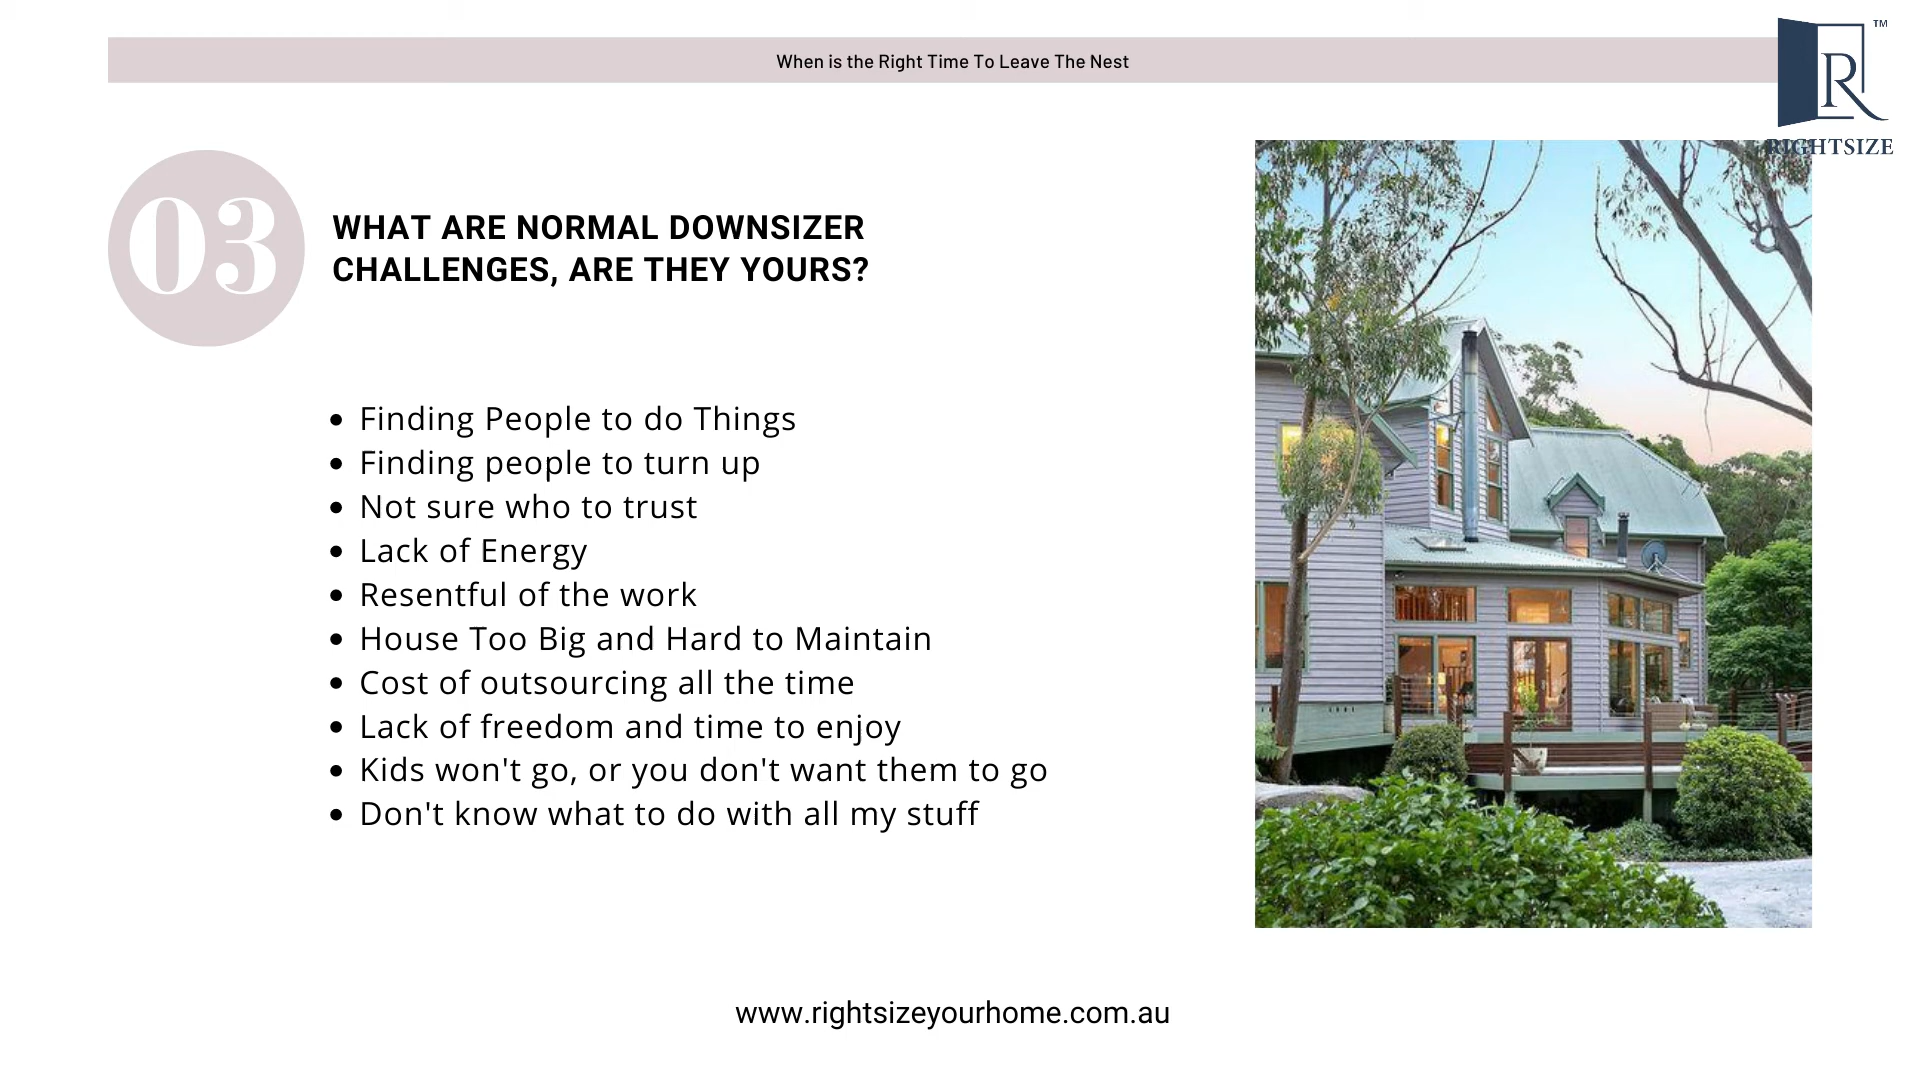 When is the Right Time To Leave The Nest
TM
R
RIGHTSIZE
03
WHAT ARE NORMAL DOWNSIZER
CHALLENGES, ARE THEY YOURS?
• Finding People to do Things
• Finding people to turn up
• Not sure who to trust
• Lack of Energy
• Resentful of the work
• House Too Big and Hard to Maintain
• Cost of outsourcing all the time
• Lack of freedom and time to enjoy
• Kids won't go, or you don't want them to go
• Don't know what to do with all my stuff
www.rightsizeyourhome.com.au